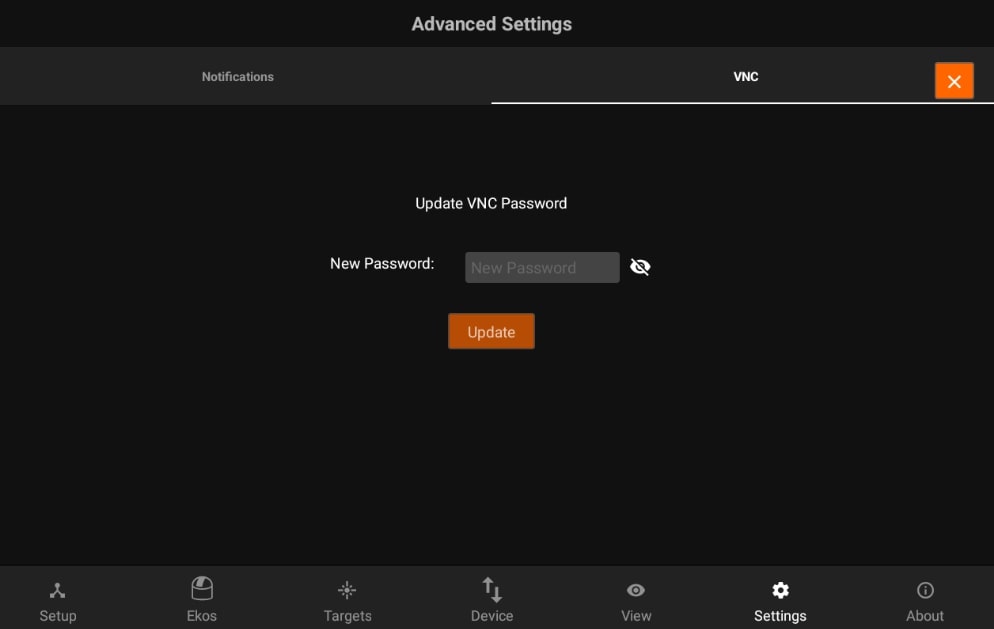 Advanced Settings
Notifications VNC
Update VNC Password
New Password: New Password
Update
Setup Ekos Targets Device View Settings About